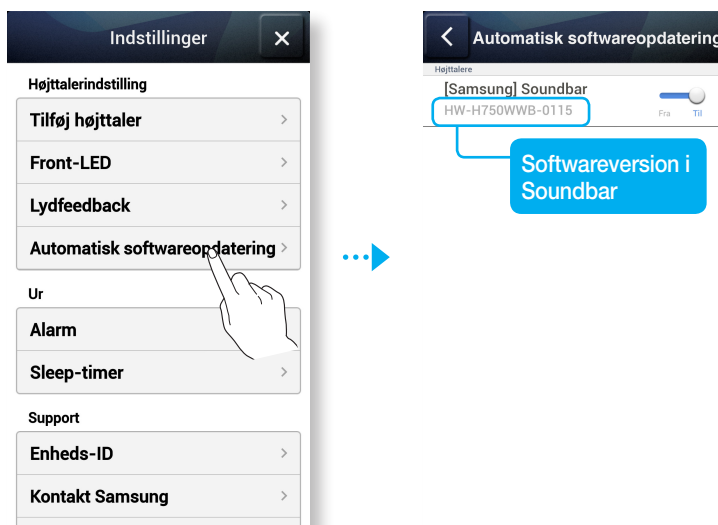 Indstillinger
Højttalerindstilling
Tilføj højttaler
Front-LED
Lydfeedback
Automatisk softwareopdatering
Ur
Alarm
Sleep-timer
Support
Enheds-ID
Kontakt Samsung
Automatisk softwareopdatering
Højttalere
[Samsung] Soundbar
HW-H750WWB-0115
Fra Til
Softwareversion i
Soundbar